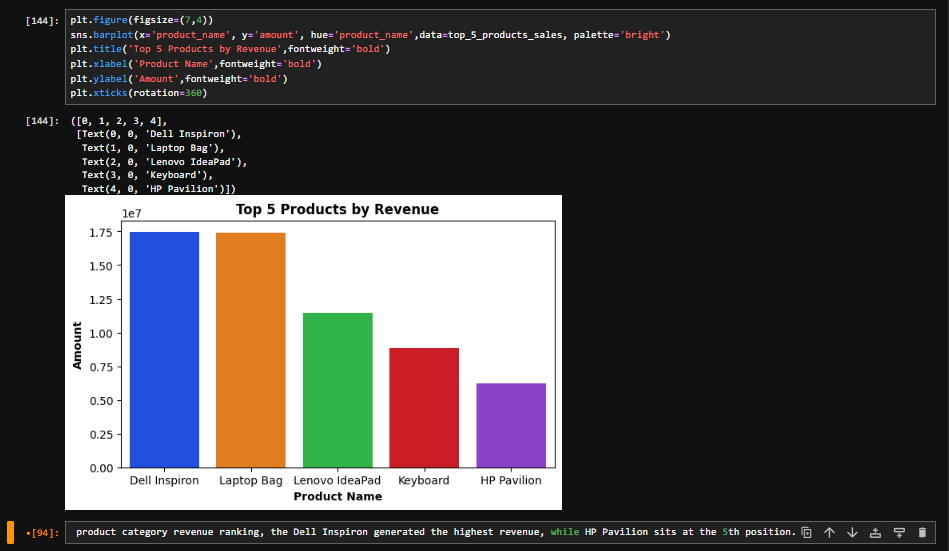 [144]: plt.figure(figsize=(7,4))
sns.barplot(x='product_name', y='amount', hue='product_name',data=top_5_products_sales, palette='bright')
plt.title('Top 5 Products by Revenue',fontweight='bold')
plt.xlabel('Product Name',fontweight='bold')
plt.ylabel('Amount',fontweight='bold')
plt.xticks(rotation=360)
[144]: ([0, 1, 2, 3, 4],
[Text(0, 0, 'Dell Inspiron'),
Text(1, 0, 'Laptop Bag'),
Text(2, 0, 'Lenovo IdeaPad'),
Text(3, 0, 'Keyboard'),
Text(4, 0, 'HP Pavilion')])
1e7
Top 5 Products by Revenue
1.75
1.50
1.25
1.00
0.75
0.50
0.25
0.00
Amount
Dell Inspiron Laptop Bag Lenovo IdeaPad Keyboard HP Pavilion
Product Name
•[94]: product category revenue ranking, the Dell Inspiron generated the highest revenue, while HP Pavilion sits at the 5th position.